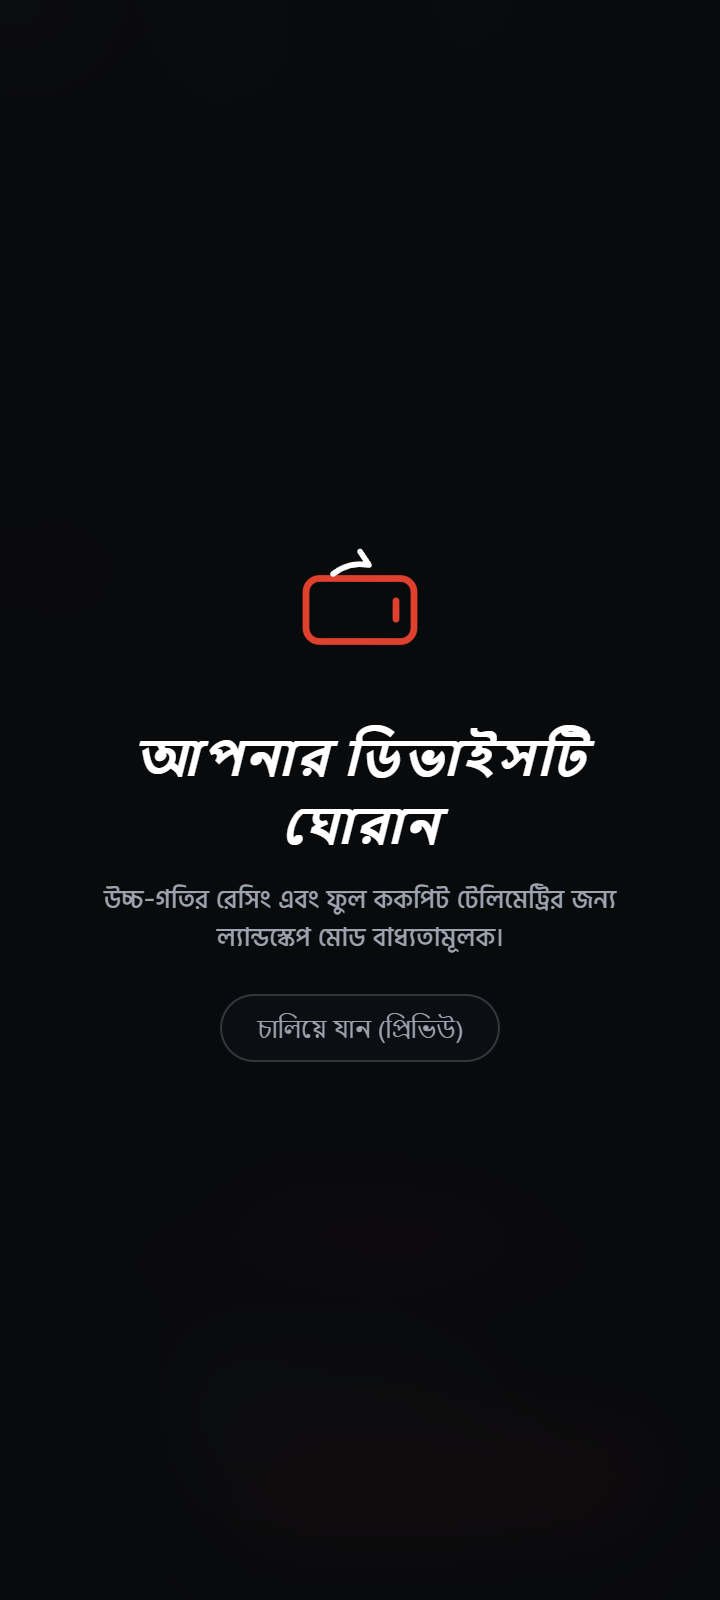 আপনার ডিভাইসটি
ঘোরান
উচ্চ-গতির রেসিং এবং ফুল ককপিট টেলিমেট্রির জন্য
ল্যান্ডস্কেপ মোড বাধ্যতামূলক।
চালিয়ে যান (প্রিভিউ)